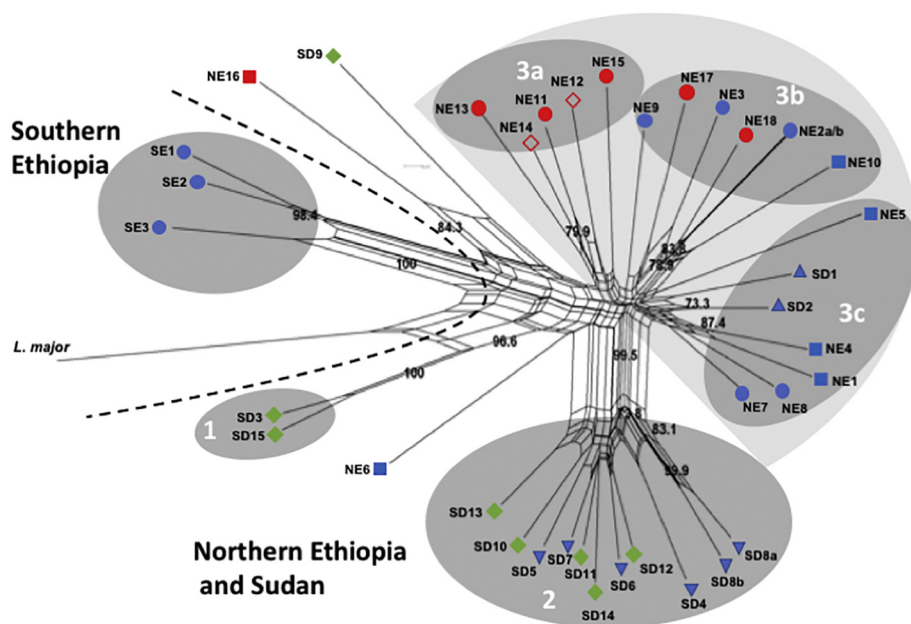 SD9
NE16
3a
NE15
NE12
NE17
NE13
NE11
NE9
NE3
3b
NE14
NE18
NE2a/b
Southern
Ethiopia
SE1
SE2
SE3
NE10
NE5
98.4
84.3
79.9
83.8
78.9
100
SD1
SD2
73.3
87.4
3c
L. major
96.6
99.5
NE4
NE1
100
NE7
NE8
1
SD3
SD15
83.1
NE6
99.9
SD13
SD10
SD7
SD5
SD11
SD12
SD6
SD8a
SD8b
SD4
2
SD14
Northern Ethiopia
and Sudan